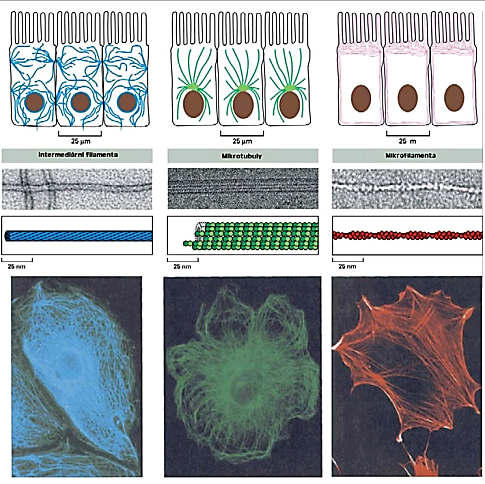 25 µm
25 µm
25 m
Intermediární filamenta
Mikrotubuly
Mikrofilamenta
25 nm
25 nm
25 nm